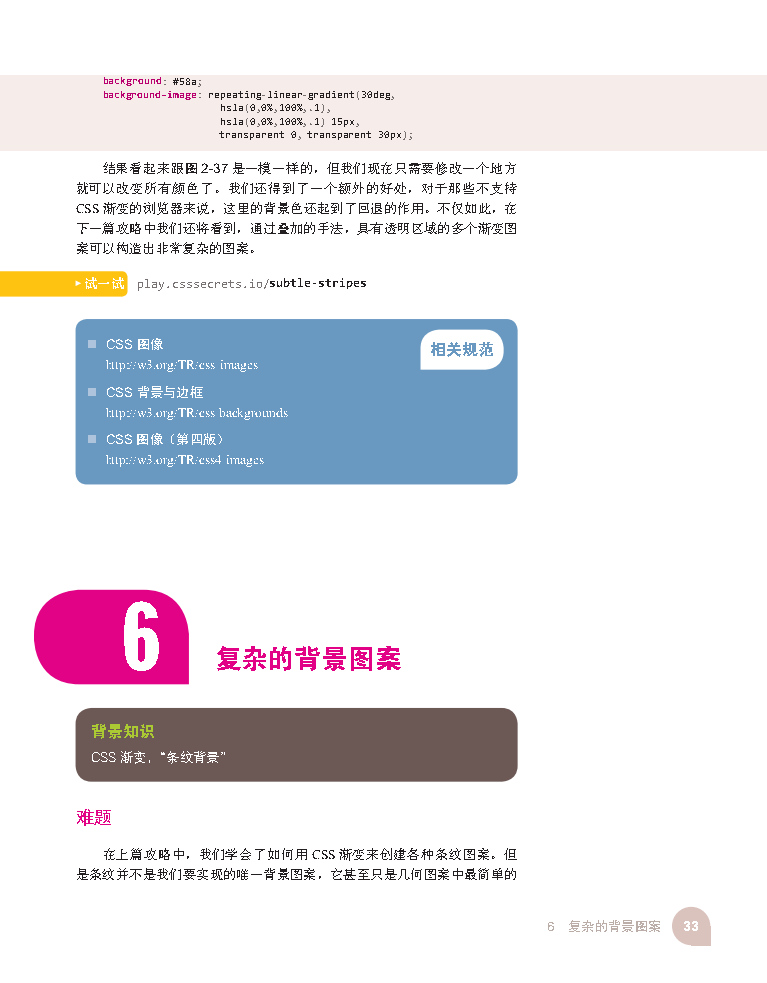 background: #58a;
background-image: repeating-linear-gradient(30deg,
hsla(0,0%,100%,.1),
hsla(0,0%,100%,.1) 15px,
transparent 0, transparent 30px);
结果看起来跟图 2-37 是一模一样的，但我们现在只需要修改一个地方
就可以改变所有颜色了。我们还得到了一个额外的好处，对于那些不支持
CSS 渐变的浏览器来说，这里的背景色还起到了回退的作用。不仅如此，在
下一篇攻略中我们还将看到，通过叠加的手法，具有透明区域的多个渐变图
案可以构造出非常复杂的图案。
▶试一试 play.csssecrets.io/subtle-stripes
相关规范
■ CSS 图像
http://w3.org/TR/css-images
■ CSS 背景与边框
http://w3.org/TR/css-backgrounds
■ CSS 图像（第四版）
http://w3.org/TR/css4-images
6
复杂的背景图案
背景知识
CSS 渐变，“条纹背景”
难题
在上篇攻略中，我们学会了如何用 CSS 渐变来创建各种条纹图案。但
是条纹并不是我们要实现的唯一背景图案，它甚至只是几何图案中最简单的
6 复杂的背景图案 33